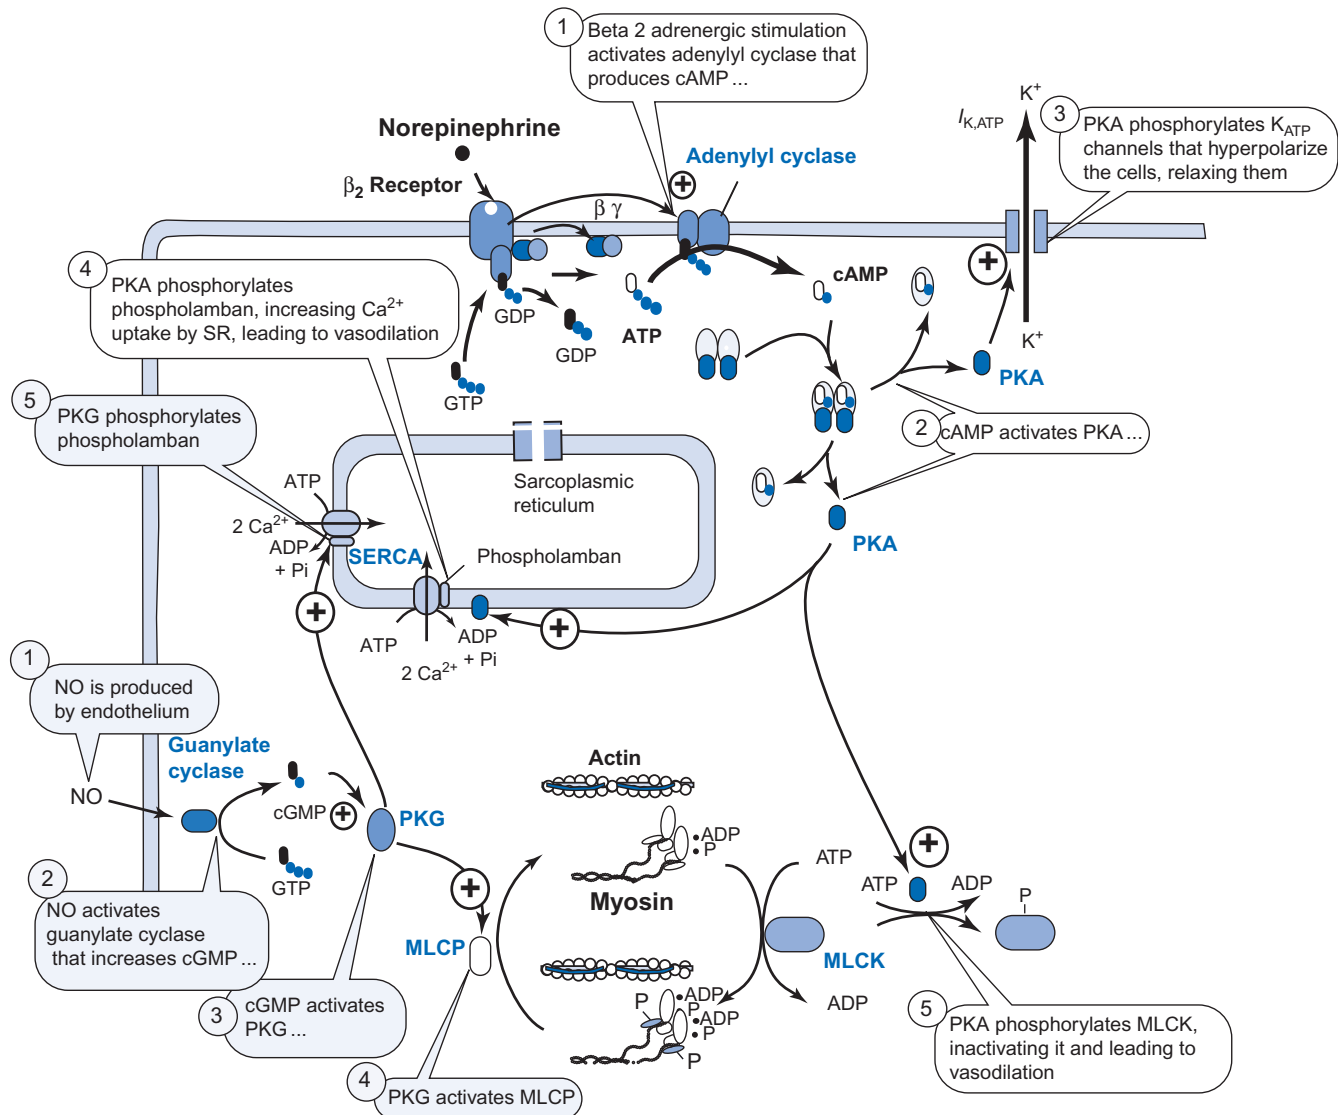 1
Beta 2 adrenergic stimulation
activates adenylyl cyclase that
produces cAMP ...
Norepinephrine
β₂ Receptor
Adenylyl cyclase
+
β γ
I_K,ATP
K⁺
3
PKA phosphorylates K_ATP
channels that hyperpolarize
the cells, relaxing them
+
K⁺
4
PKA phosphorylates
phospholamban, increasing Ca²⁺
uptake by SR, leading to vasodilation
GDP
GDP
GTP
ATP
cAMP
PKA
2
cAMP activates PKA ...
5
PKG phosphorylates
phospholamban
Sarcoplasmic
reticulum
ATP
2 Ca²⁺
ADP
+ Pi
SERCA
Phospholamban
PKA
+
ATP
ADP
+ Pi
2 Ca²⁺
+
1
NO is produced
by endothelium
NO
Guanylate
cyclase
cGMP
+
PKG
GTP
2
NO activates
guanylate cyclase
that increases cGMP ...
3
cGMP activates
PKG ...
+
MLCP
4
PKG activates MLCP
Actin
ADP
P
Myosin
ATP
MLCK
ADP
P
ADP
P
ADP
P
P
+
ATP
ADP
P
5
PKA phosphorylates MLCK,
inactivating it and leading to
vasodilation